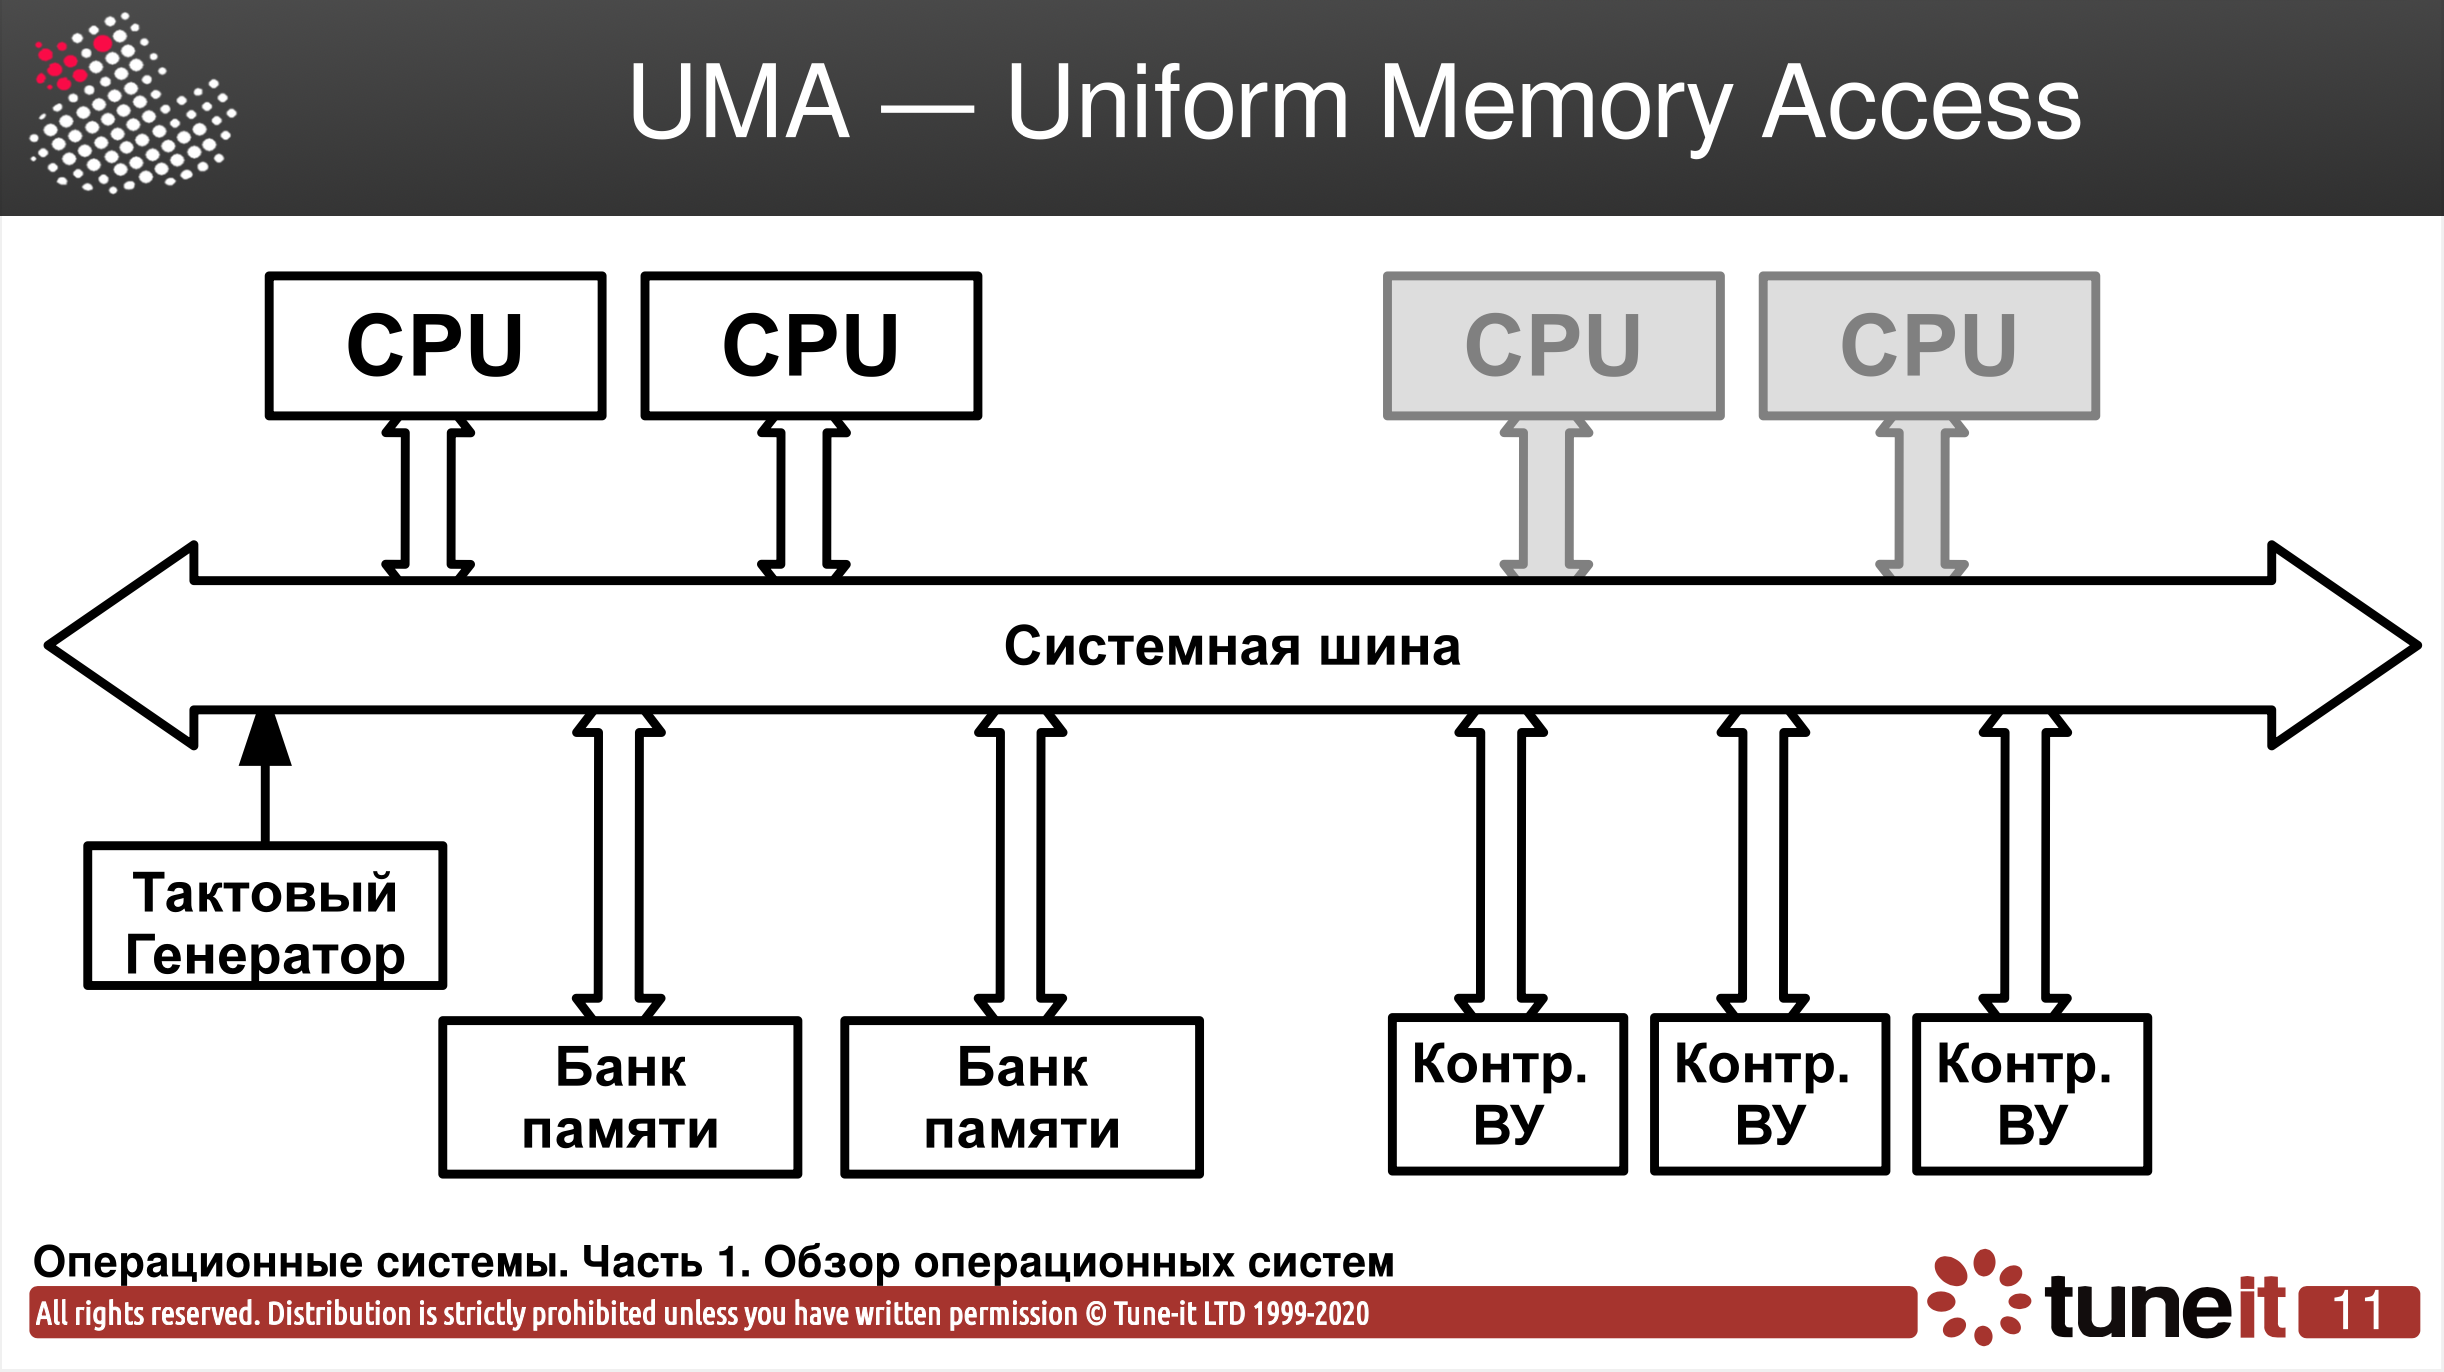 UMA — Uniform Memory Access
CPU
CPU
CPU
CPU
Системная шина
Тактовый
Генератор
Банк
памяти
Банк
памяти
Контр.
ВУ
Контр.
ВУ
Контр.
ВУ
Операционные системы. Часть 1. Обзор операционных систем
All rights reserved. Distribution is strictly prohibited unless you have written permission © Tune-it LTD 1999-2020
tuneit
11